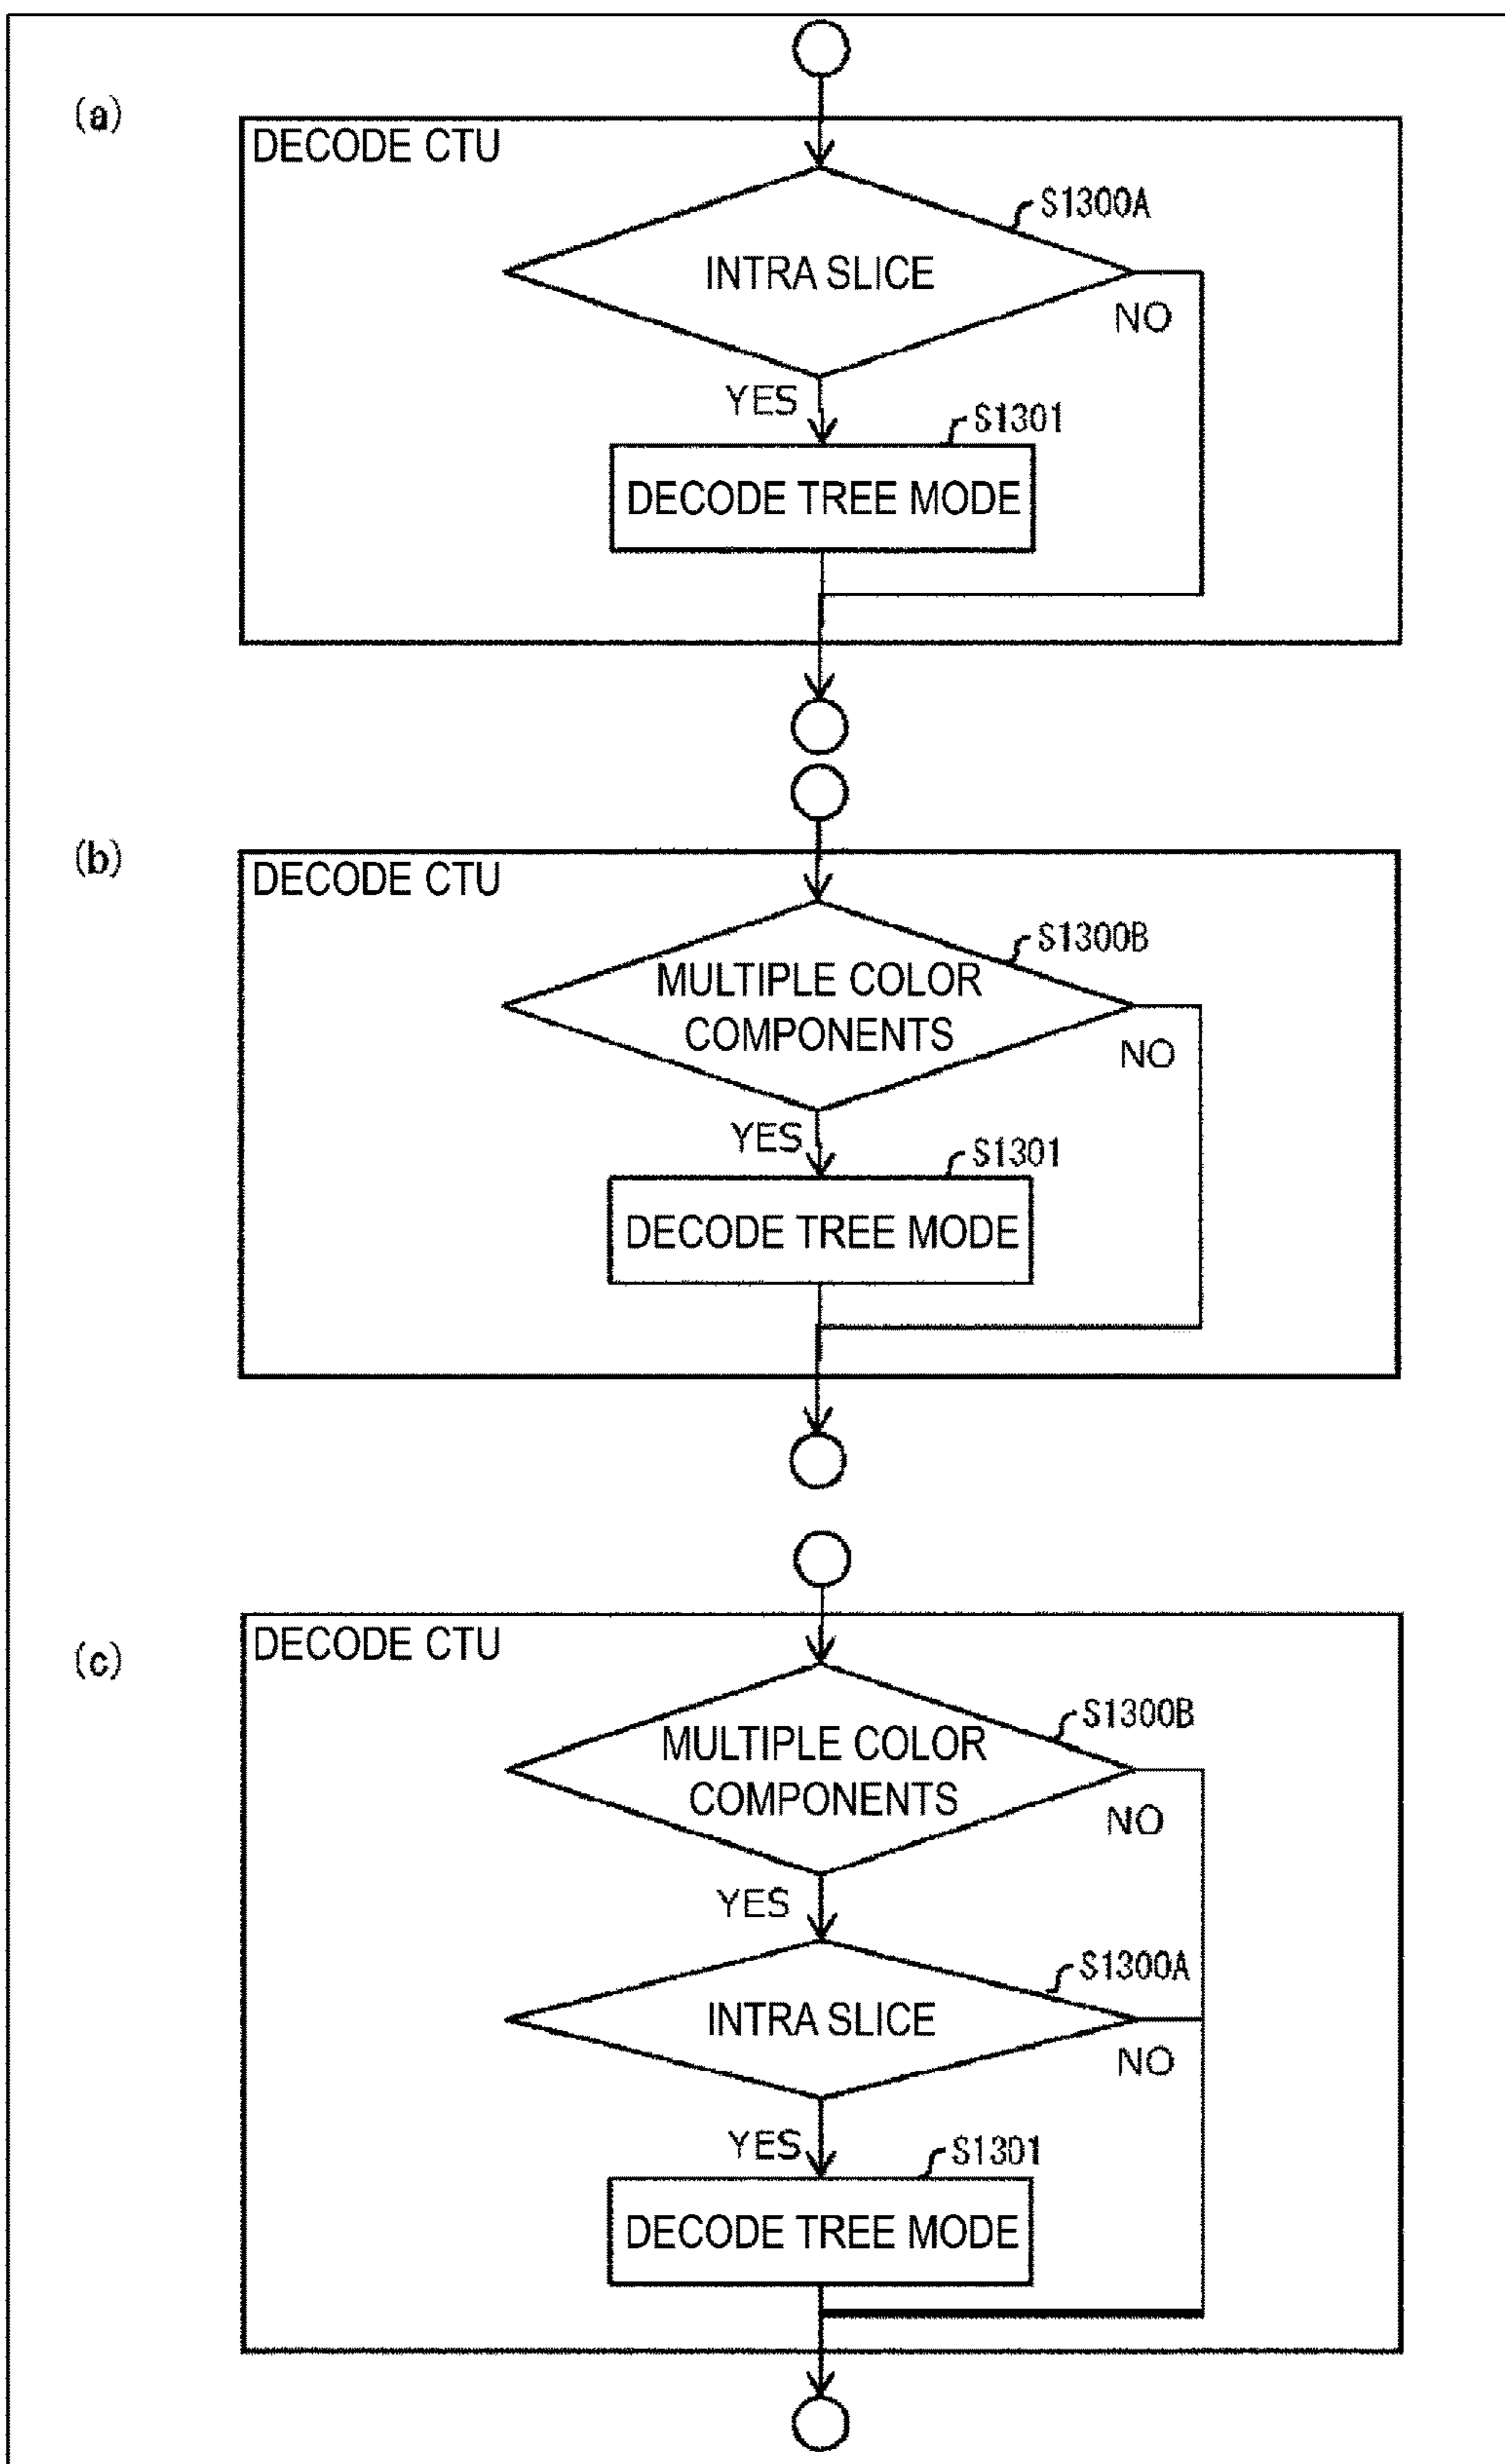 (a)
DECODE CTU
S1300A
INTRA SLICE
NO
YES
S1301
DECODE TREE MODE
(b)
DECODE CTU
S1300B
MULTIPLE COLOR
COMPONENTS
NO
YES
S1301
DECODE TREE MODE
(c)
DECODE CTU
S1300B
MULTIPLE COLOR
COMPONENTS
NO
YES
S1300A
INTRA SLICE
NO
YES
S1301
DECODE TREE MODE